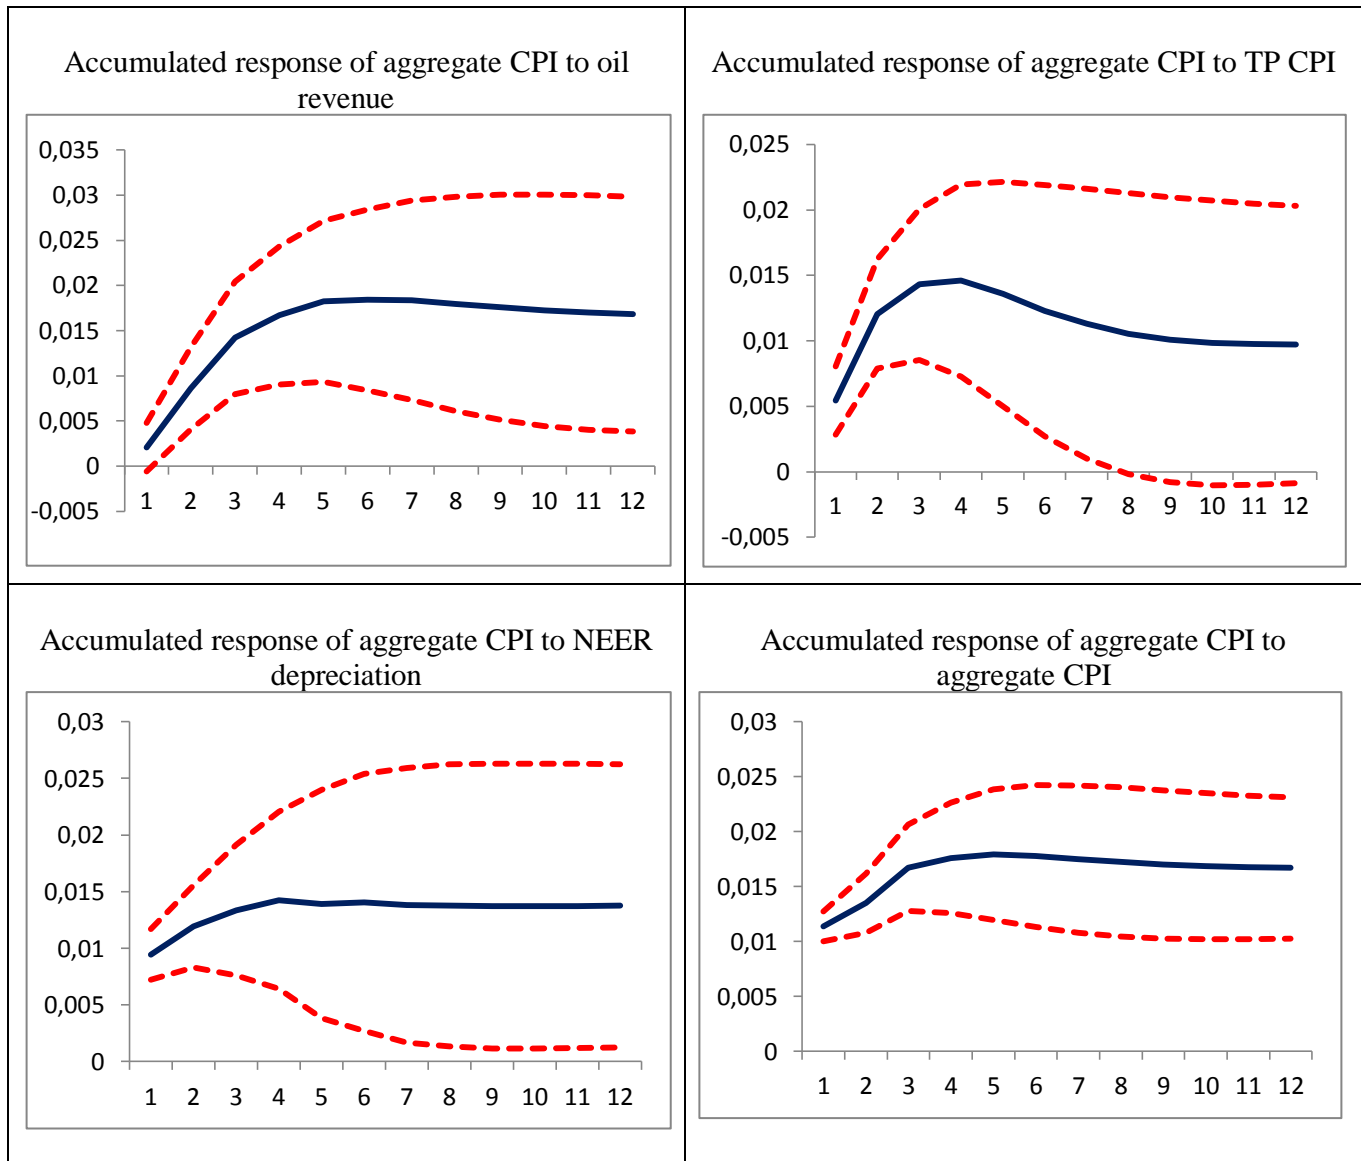 Accumulated response of aggregate CPI to oil
revenue
0,035
0,03
0,025
0,02
0,015
0,01
0,005
0
-0,005
1 2 3 4 5 6 7 8 9 10 11 12
Accumulated response of aggregate CPI to TP CPI
0,025
0,02
0,015
0,01
0,005
0
-0,005
1 2 3 4 5 6 7 8 9 10 11 12
Accumulated response of aggregate CPI to NEER
depreciation
0,03
0,025
0,02
0,015
0,01
0,005
0
1 2 3 4 5 6 7 8 9 10 11 12
Accumulated response of aggregate CPI to
aggregate CPI
0,03
0,025
0,02
0,015
0,01
0,005
0
1 2 3 4 5 6 7 8 9 10 11 12